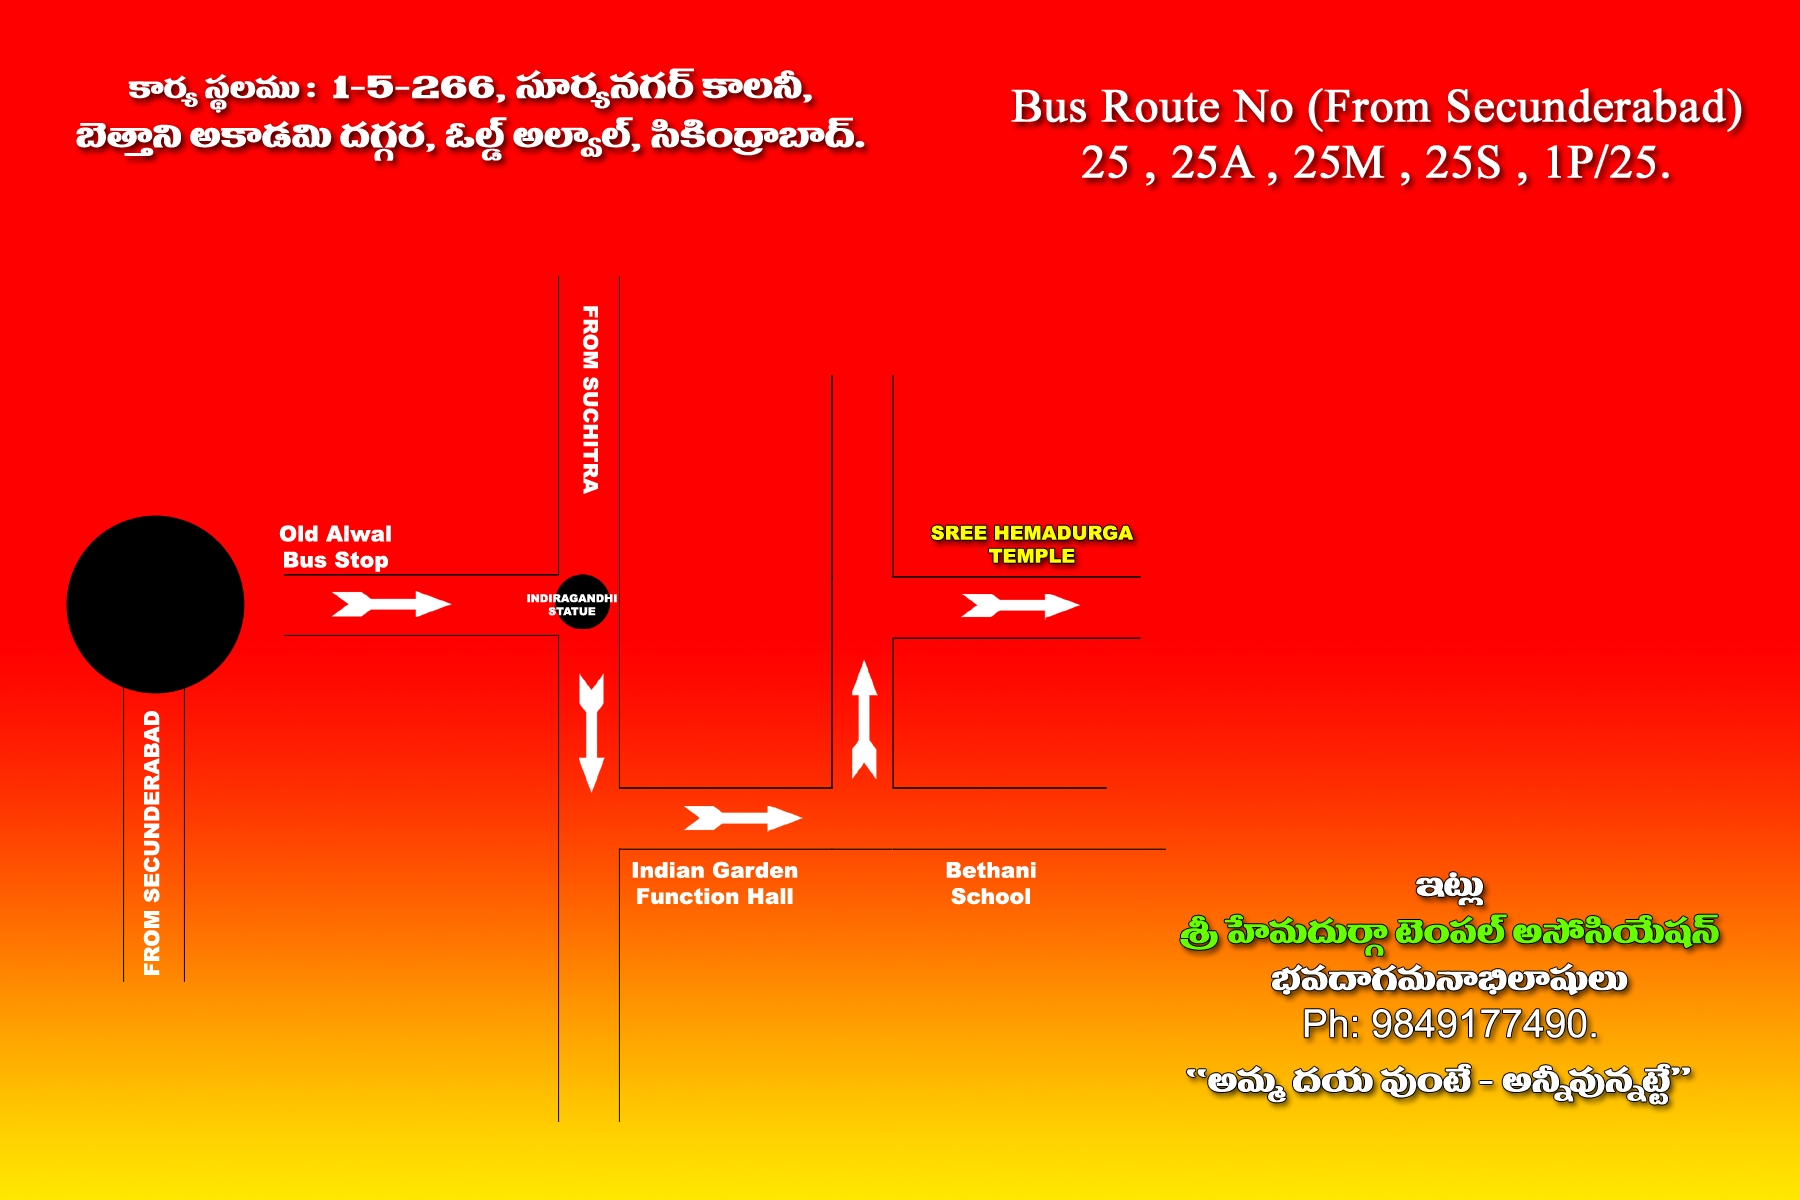 కార్య స్థలము : 1-5-266, సూర్యనగర్ కాలనీ,
బెత్తాని అకాడమి దగ్గర, ఓల్డ్ అల్వాల్, సికింద్రాబాద్.
Bus Route No (From Secunderabad)
25 , 25A , 25M , 25S , 1P/25.
FROM SUCHITRA
Old Alwal
Bus Stop
INDIRAGANDHI
STATUE
SREE HEMADURGA
TEMPLE
FROM SECUNDERABAD
Indian Garden
Function Hall
Bethani
School
ఇట్లు
శ్రీ హేమదుర్గా టెంపల్ అసోసియేషన్
భవదాగమనాభిలాషులు
Ph: 9849177490.
“అమ్మ దయ వుంటే - అన్నీవున్నట్టే”